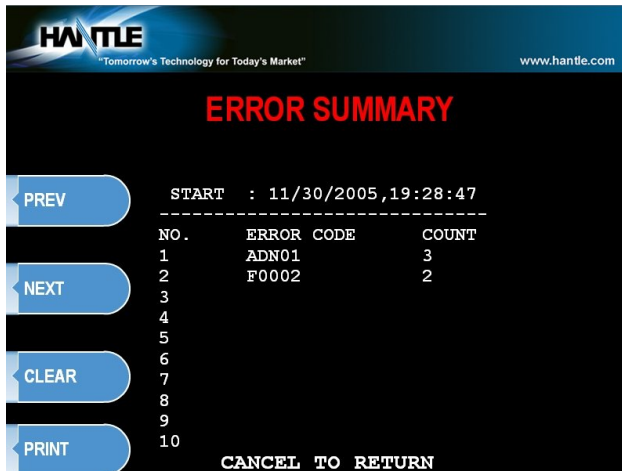 HANTLE
"Tomorrow's Technology for Today's Market" www.hantle.com
ERROR SUMMARY
PREV
NEXT
CLEAR
PRINT
START : 11/30/2005,19:28:47
--------------------------------
NO. ERROR CODE COUNT
1 ADN01 3
2 F0002 2
3
4
5
6
7
8
9
10
CANCEL TO RETURN